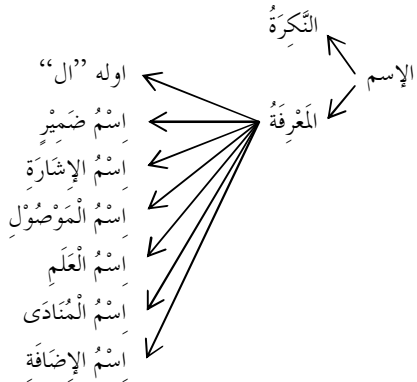 الإسم
النَّكِرَةُ
المَعْرِفَةُ
اوله ”ال“
اِسْمُ ضَمِيْرٍ
اِسْمُ الإِشَارَةِ
اِسْمُ الْمَوْصُوْلِ
اِسْمُ الْعَلَمِ
اِسْمُ الْمُنَادَى
اِسْمُ الإِضَافَةِ